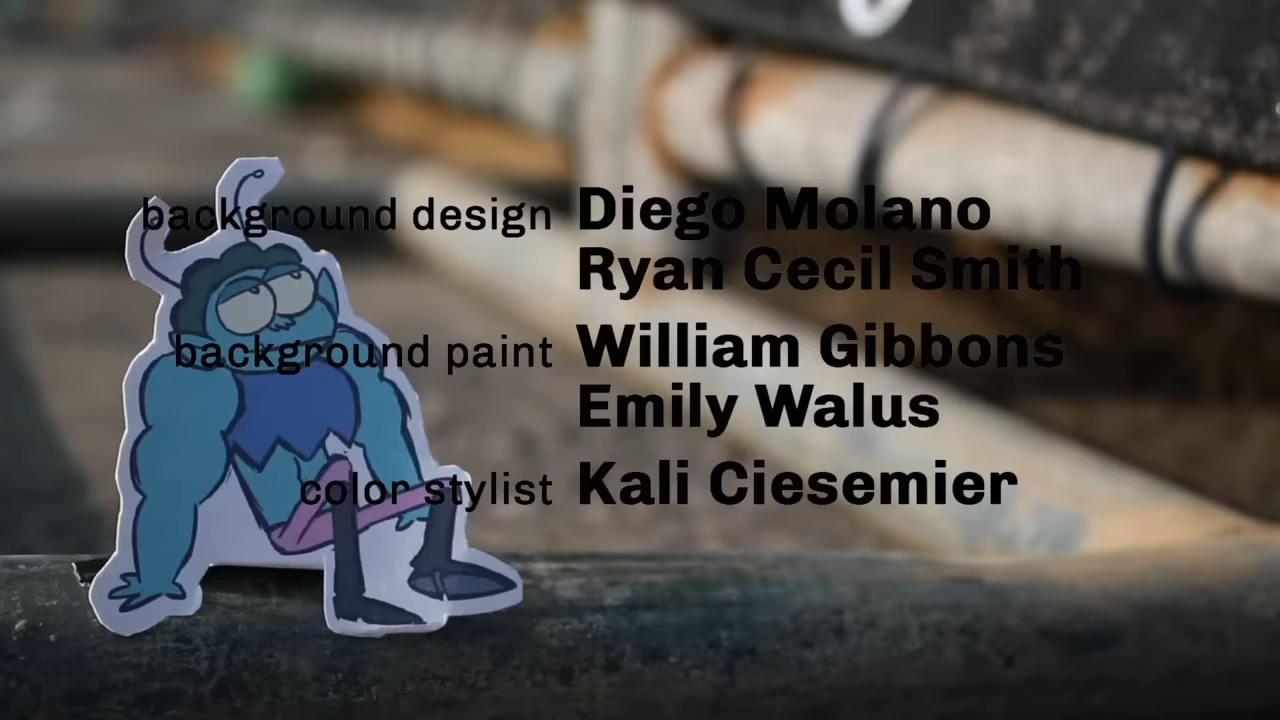 background design Diego Molano
Ryan Cecil Smith
background paint William Gibbons
Emily Walus
color stylist Kali Ciesemier